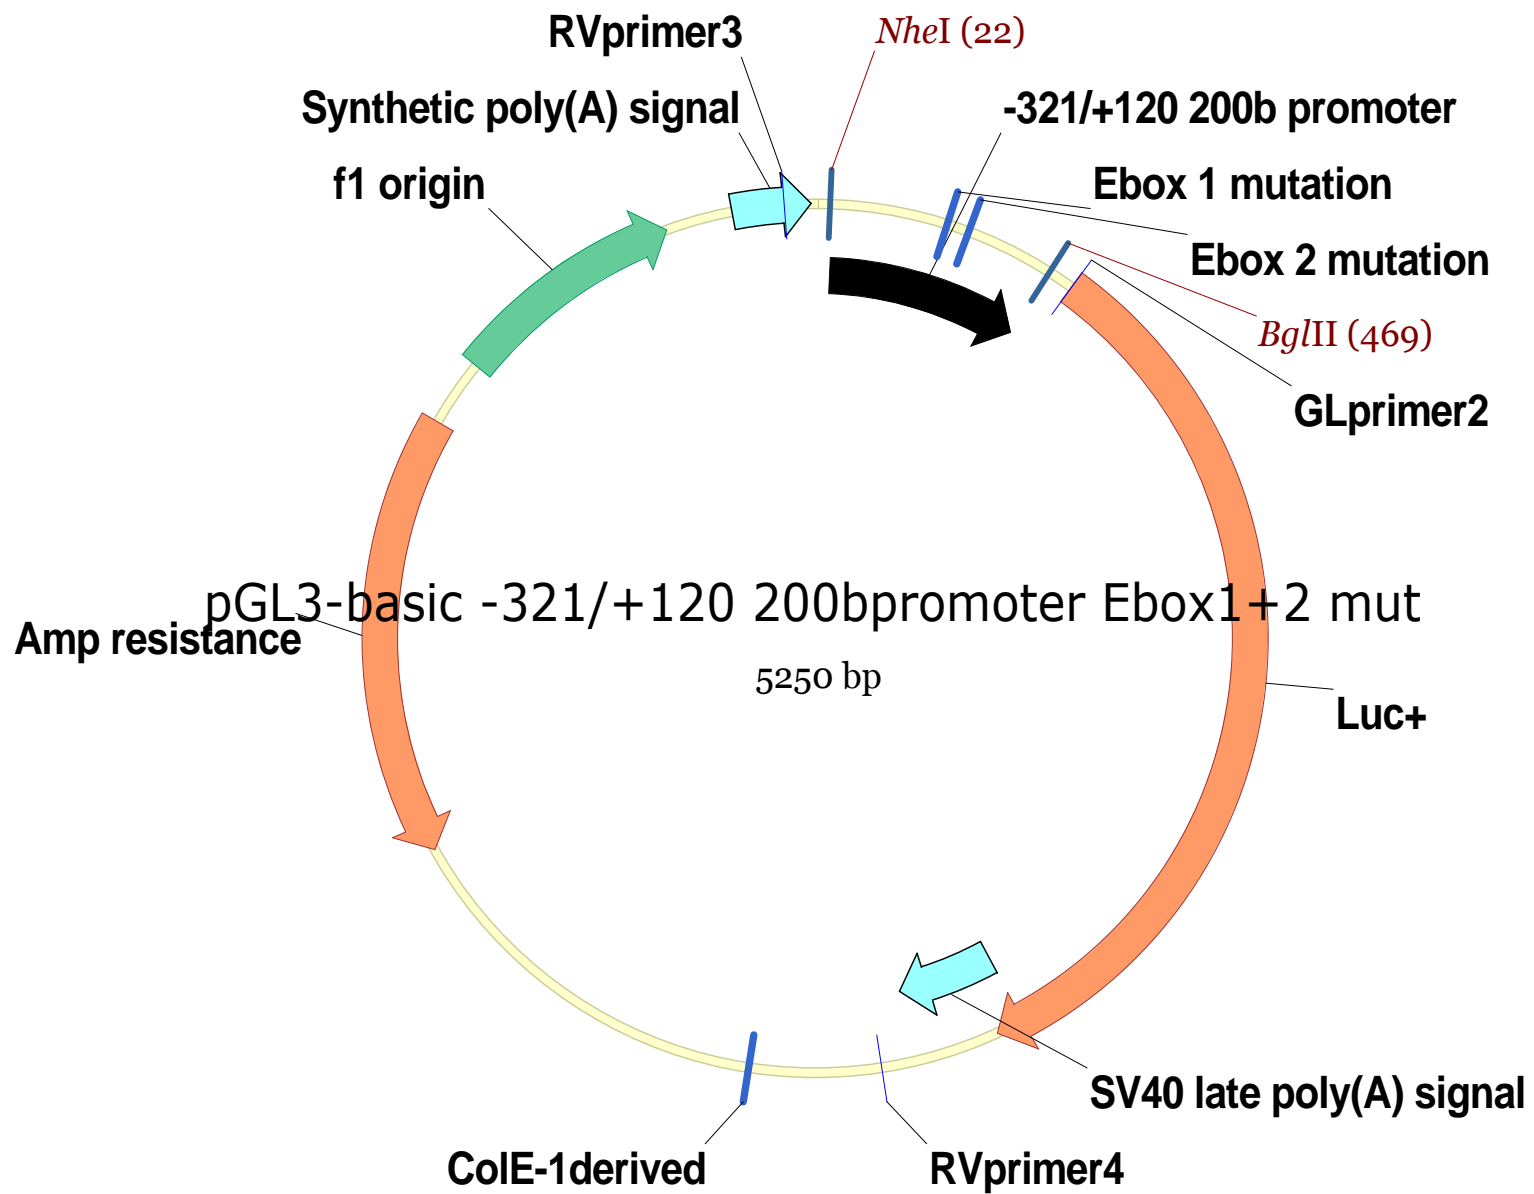 RVprimer3
NheI (22)
Synthetic poly(A) signal
-321/+120 200b promoter
f1 origin
Ebox 1 mutation
Ebox 2 mutation
BglII (469)
GLprimer2
pGL3-basic -321/+120 200bpromoter Ebox1+2 mut
Amp resistance
5250 bp
Luc+
SV40 late poly(A) signal
ColE-1derived
RVprimer4